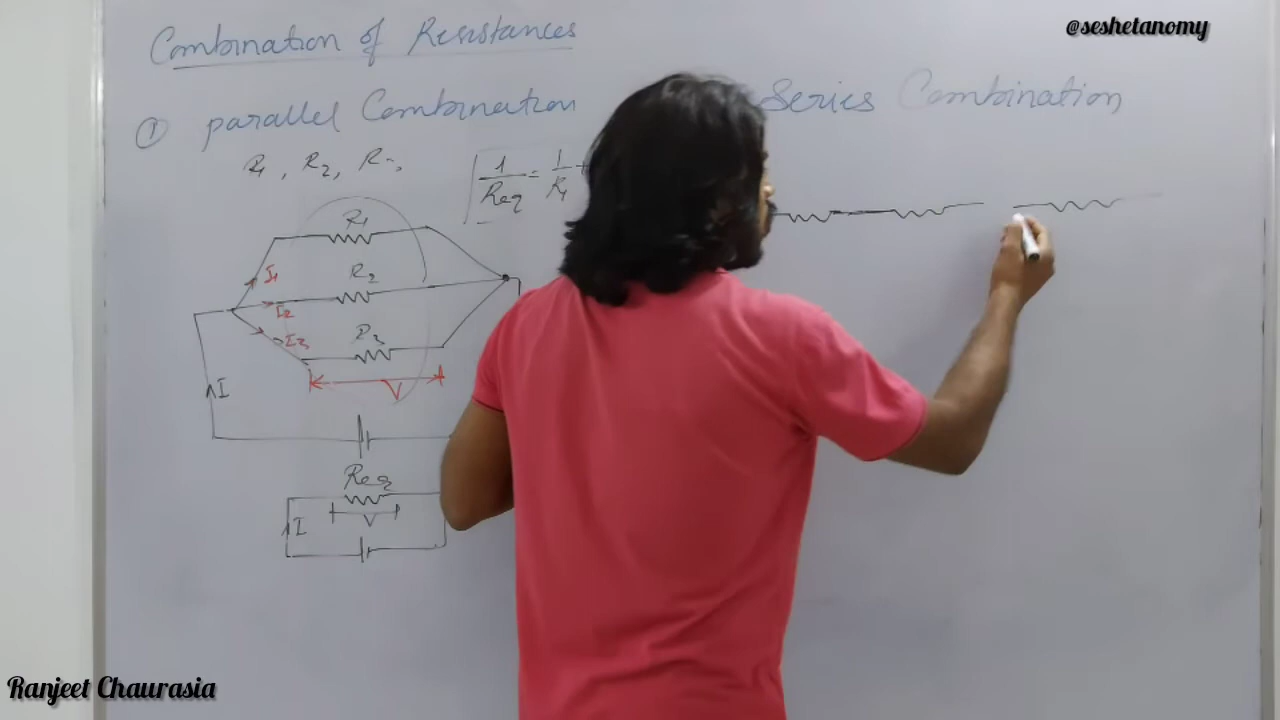 @seshetanomy
Combination of Resistances
① parallel Combination
Series Combination
R1, R2, R
1/Req = 1/R1 +
R1
I1
R2
I2
R3
I3
V
I
Req
V
I
Ranjeet Chaurasia